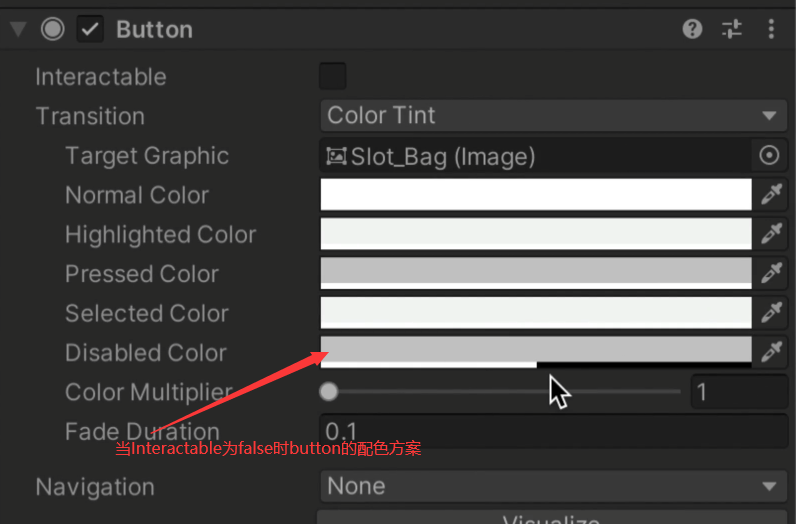 Button
Interactable
Transition
Color Tint
Target Graphic
Slot_Bag (Image)
Normal Color
Highlighted Color
Pressed Color
Selected Color
Disabled Color
Color Multiplier
1
Fade Duration
0.1
当Interactable为false时button的配色方案
Navigation
None
Visualize